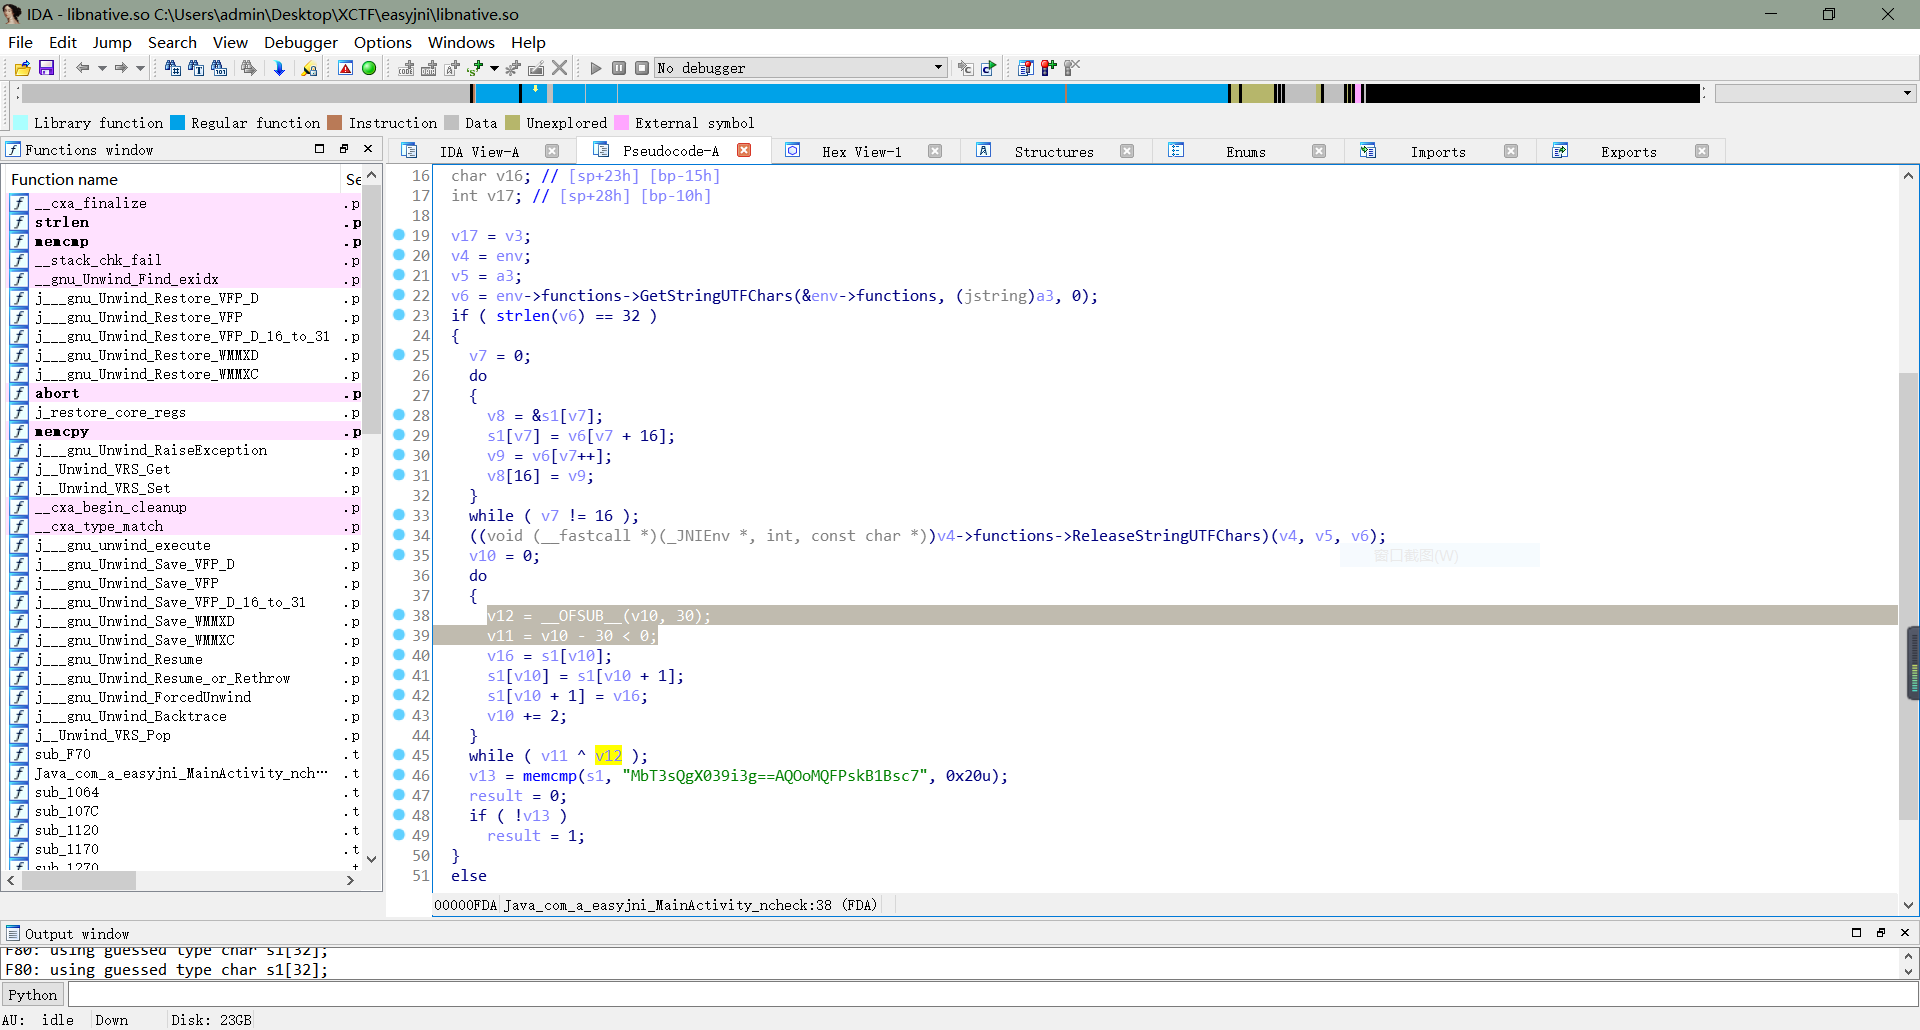 IDA - libnative.so C:\Users\admin\Desktop\XCTF\easyjni\libnative.so
File Edit Jump Search View Debugger Options Windows Help
No debugger
Library function Regular function Instruction Data Unexplored External symbol
Functions window
Function name Se
__cxa_finalize .p
strlen .p
memcmp .p
__stack_chk_fail .p
__gnu_Unwind_Find_exidx .p
j___gnu_Unwind_Restore_VFP_D .p
j___gnu_Unwind_Restore_VFP .p
j___gnu_Unwind_Restore_VFP_D_16_to_31 .p
j___gnu_Unwind_Restore_WMMXD .p
j___gnu_Unwind_Restore_WMMXC .p
abort .p
j_restore_core_regs .p
memcpy .p
j___gnu_Unwind_RaiseException .p
j__Unwind_VRS_Get .p
j__Unwind_VRS_Set .p
__cxa_begin_cleanup .p
__cxa_type_match .p
j___gnu_unwind_execute .p
j___gnu_Unwind_Save_VFP_D .p
j___gnu_Unwind_Save_VFP .p
j___gnu_Unwind_Save_VFP_D_16_to_31 .p
j___gnu_Unwind_Save_WMMXD .p
j___gnu_Unwind_Save_WMMXC .p
j___gnu_Unwind_Resume .p
j___gnu_Unwind_Resume_or_Rethrow .p
j___gnu_Unwind_ForcedUnwind .p
j___gnu_Unwind_Backtrace .p
j__Unwind_VRS_Pop .p
sub_F70 .t
Java_com_a_easyjni_MainActivity_nch… .t
sub_1064 .t
sub_107C .t
sub_1120 .t
sub_1170 .t
sub_1270 .t
IDA View-A Pseudocode-A Hex View-1 Structures Enums Imports Exports
16 char v16; // [sp+23h] [bp-15h]
17 int v17; // [sp+28h] [bp-10h]
18
19 v17 = v3;
20 v4 = env;
21 v5 = a3;
22 v6 = env->functions->GetStringUTFChars(&env->functions, (jstring)a3, 0);
23 if ( strlen(v6) == 32 )
24 {
25 v7 = 0;
26 do
27 {
28 v8 = &s1[v7];
29 s1[v7] = v6[v7 + 16];
30 v9 = v6[v7++];
31 v8[16] = v9;
32 }
33 while ( v7 != 16 );
34 ((void (__fastcall *)(_JNIEnv *, int, const char *))v4->functions->ReleaseStringUTFChars)(v4, v5, v6);
35 v10 = 0;
窗口截图(W)
36 do
37 {
38 v12 = __OFSUB__(v10, 30);
39 v11 = v10 - 30 < 0;
40 v16 = s1[v10];
41 s1[v10] = s1[v10 + 1];
42 s1[v10 + 1] = v16;
43 v10 += 2;
44 }
45 while ( v11 ^ v12 );
46 v13 = memcmp(s1, "MbT3sQgX039i3g==AQOoMQFPskB1Bsc7", 0x20u);
47 result = 0;
48 if ( !v13 )
49 result = 1;
50 }
51 else
00000FDA Java_com_a_easyjni_MainActivity_ncheck:38 (FDA)
Output window
F80: using guessed type char s1[32];
F80: using guessed type char s1[32];
Python
AU: idle Down Disk: 23GB